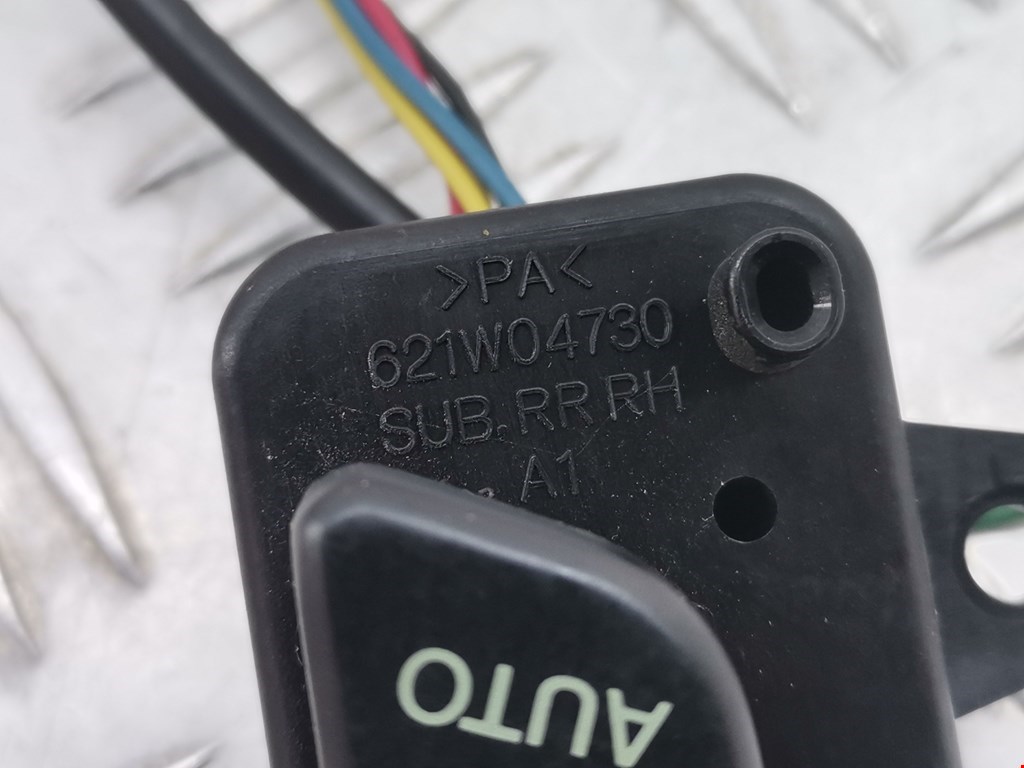 >PA<
621W04730
SUB. RR RH
A1
AUTO